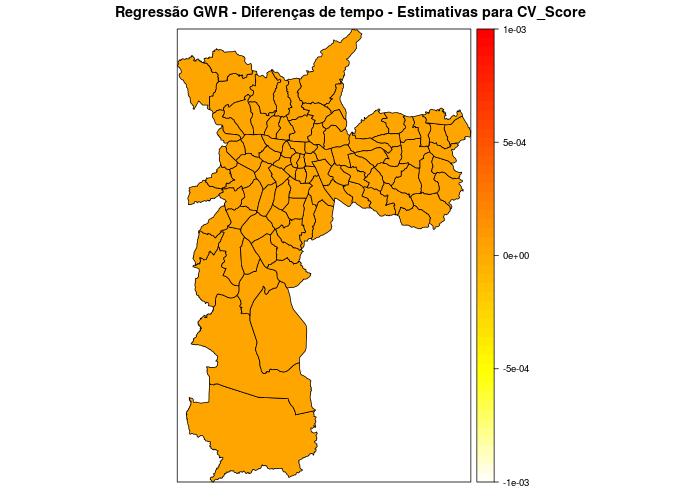 Regressão GWR - Diferenças de tempo - Estimativas para CV_Score
1e-03
5e-04
0e+00
-5e-04
-1e-03